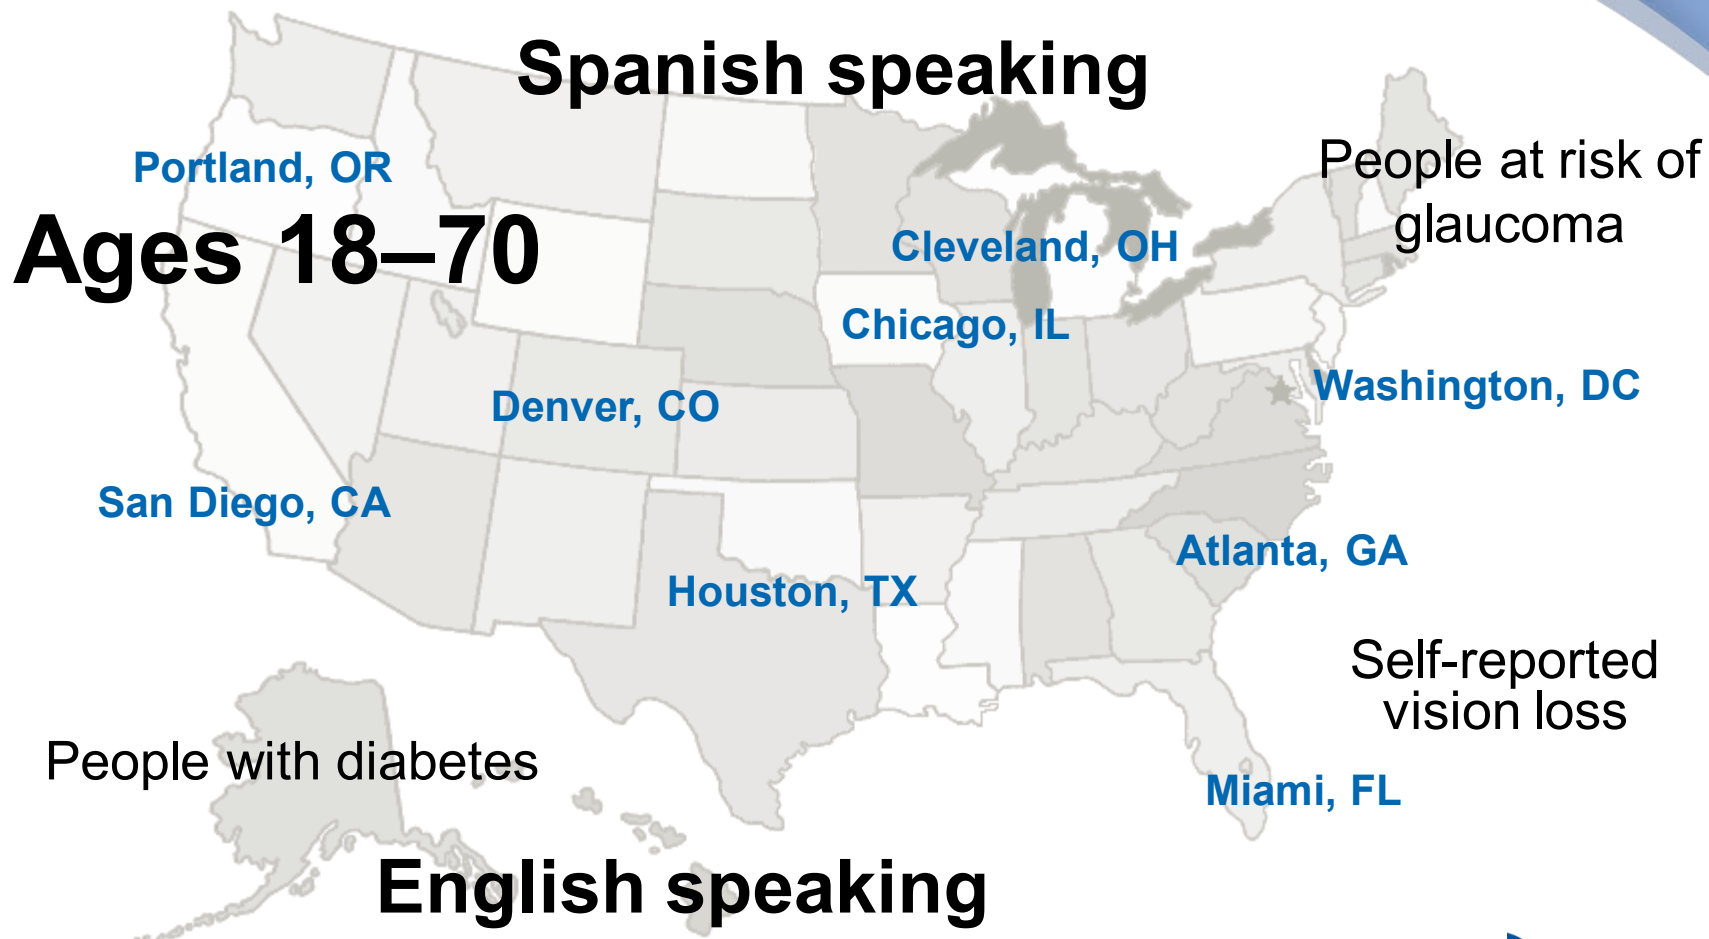 Spanish speaking
People at risk of
glaucoma
Portland, OR
Ages 18–70
Cleveland, OH
Chicago, IL
Washington, DC
Denver, CO
San Diego, CA
Atlanta, GA
Houston, TX
Self-reported
vision loss
People with diabetes
Miami, FL
English speaking